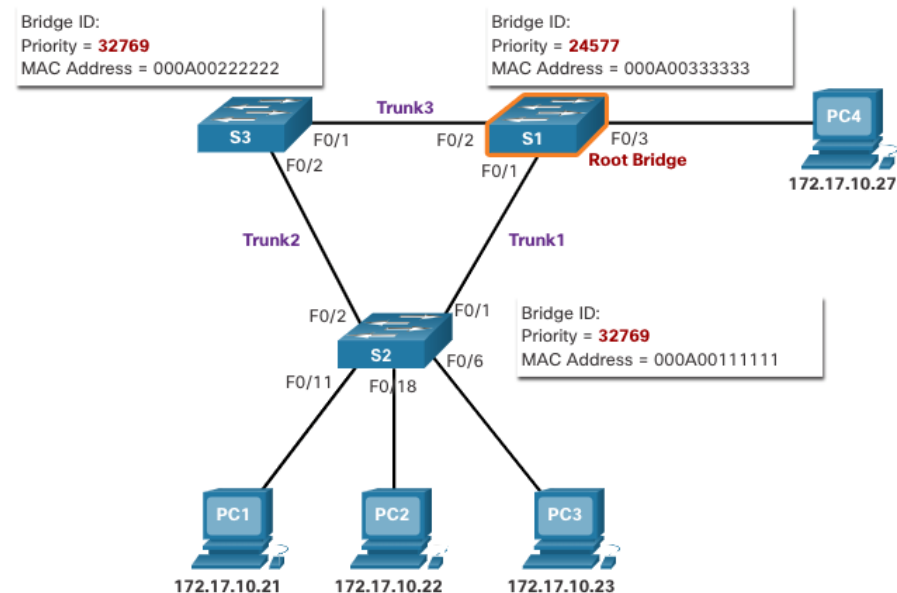 Bridge ID:
Priority = 32769
MAC Address = 000A00222222
Bridge ID:
Priority = 24577
MAC Address = 000A00333333
Trunk3
S3
F0/1
F0/2
S1
F0/3
PC4
F0/2
F0/1
Root Bridge
172.17.10.27
Trunk2
Trunk1
F0/2
F0/1
Bridge ID:
Priority = 32769
MAC Address = 000A00111111
S2
F0/6
F0/11
F0/18
PC1
PC2
PC3
172.17.10.21
172.17.10.22
172.17.10.23